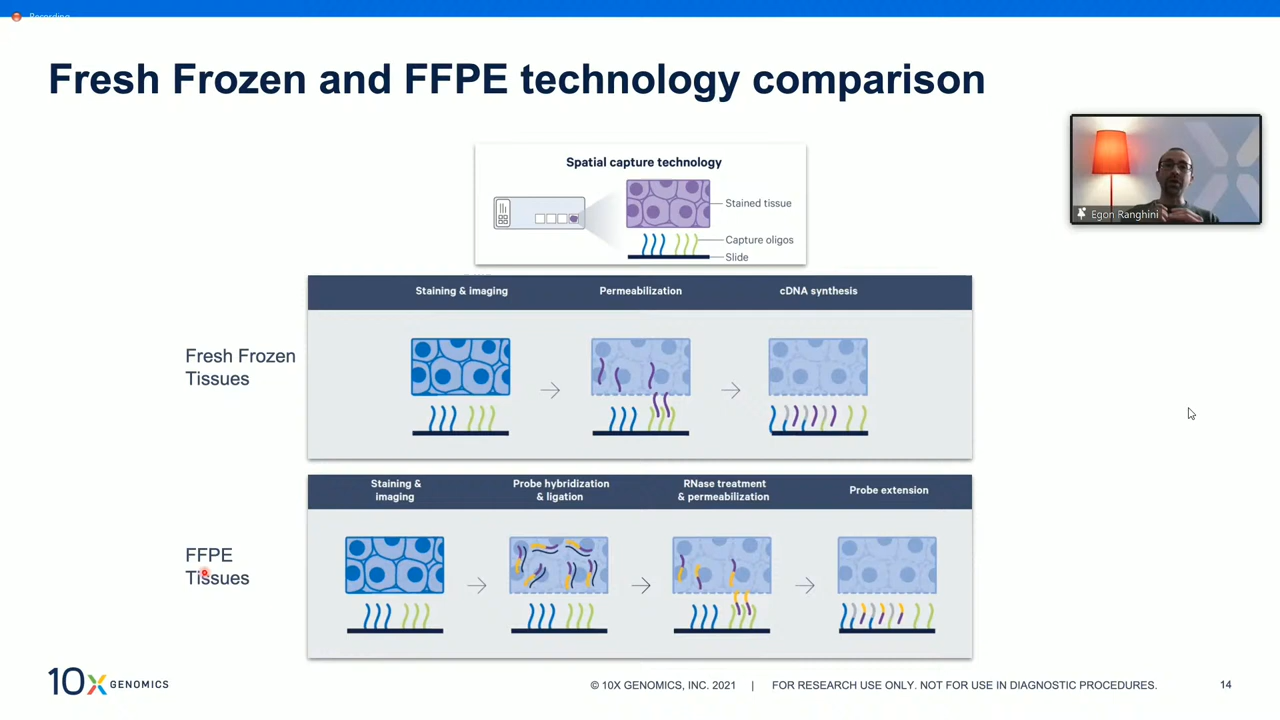 Recording
Fresh Frozen and FFPE technology comparison
Spatial capture technology
Stained tissue
Capture oligos
Slide
Egon Ranghini
Staining & imaging
Permeabilization
cDNA synthesis
Fresh Frozen
Tissues
Staining &
imaging
Probe hybridization
& ligation
RNase treatment
& permeabilization
Probe extension
FFPE
Tissues
10x GENOMICS
© 10X GENOMICS, INC. 2021 | FOR RESEARCH USE ONLY. NOT FOR USE IN DIAGNOSTIC PROCEDURES.
14